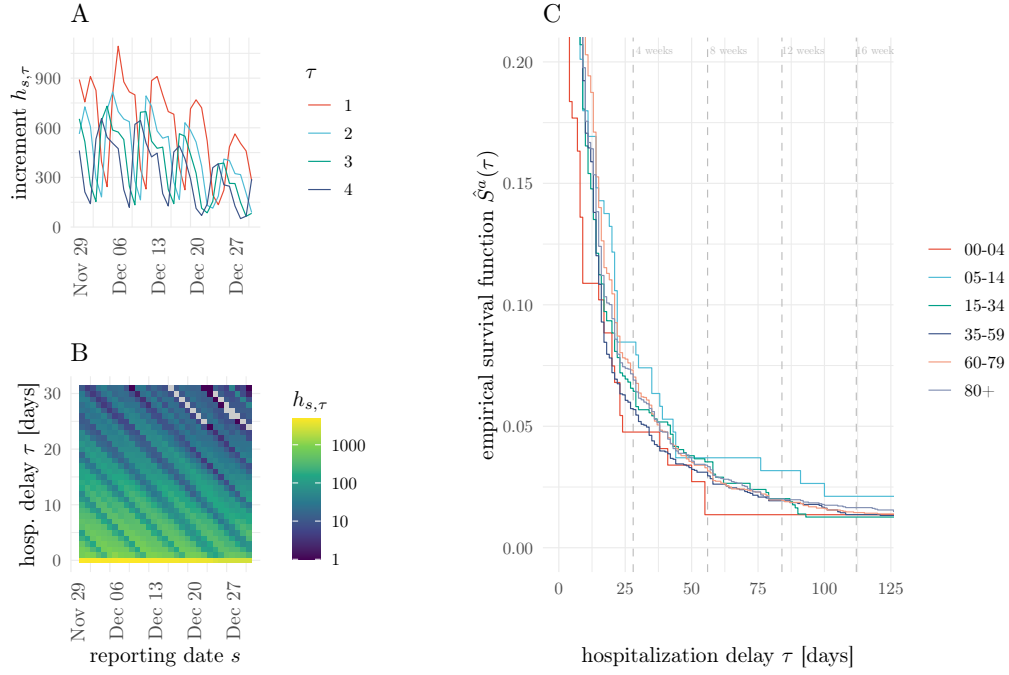 A
increment h_{s,τ}
900
600
300
0
Nov 29
Dec 06
Dec 13
Dec 20
Dec 27
τ
1
2
3
4
B
hosp. delay τ [days]
30
20
10
0
Nov 29
Dec 06
Dec 13
Dec 20
Dec 27
reporting date s
h_{s,τ}
1000
100
10
1
C
empirical survival function Ŝ^a(τ)
0.20
0.15
0.10
0.05
0.00
4 weeks
8 weeks
12 weeks
16 week
0
25
50
75
100
125
hospitalization delay τ [days]
00-04
05-14
15-34
35-59
60-79
80+